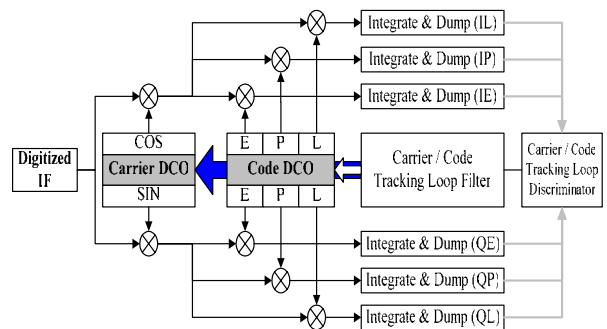 Integrate & Dump (IL)
Integrate & Dump (IP)
Integrate & Dump (IE)
COS
E P L
Digitized
IF
Carrier DCO
Code DCO
Carrier / Code
Tracking Loop Filter
Carrier / Code
Tracking Loop
Discriminator
SIN
E P L
Integrate & Dump (QE)
Integrate & Dump (QP)
Integrate & Dump (QL)